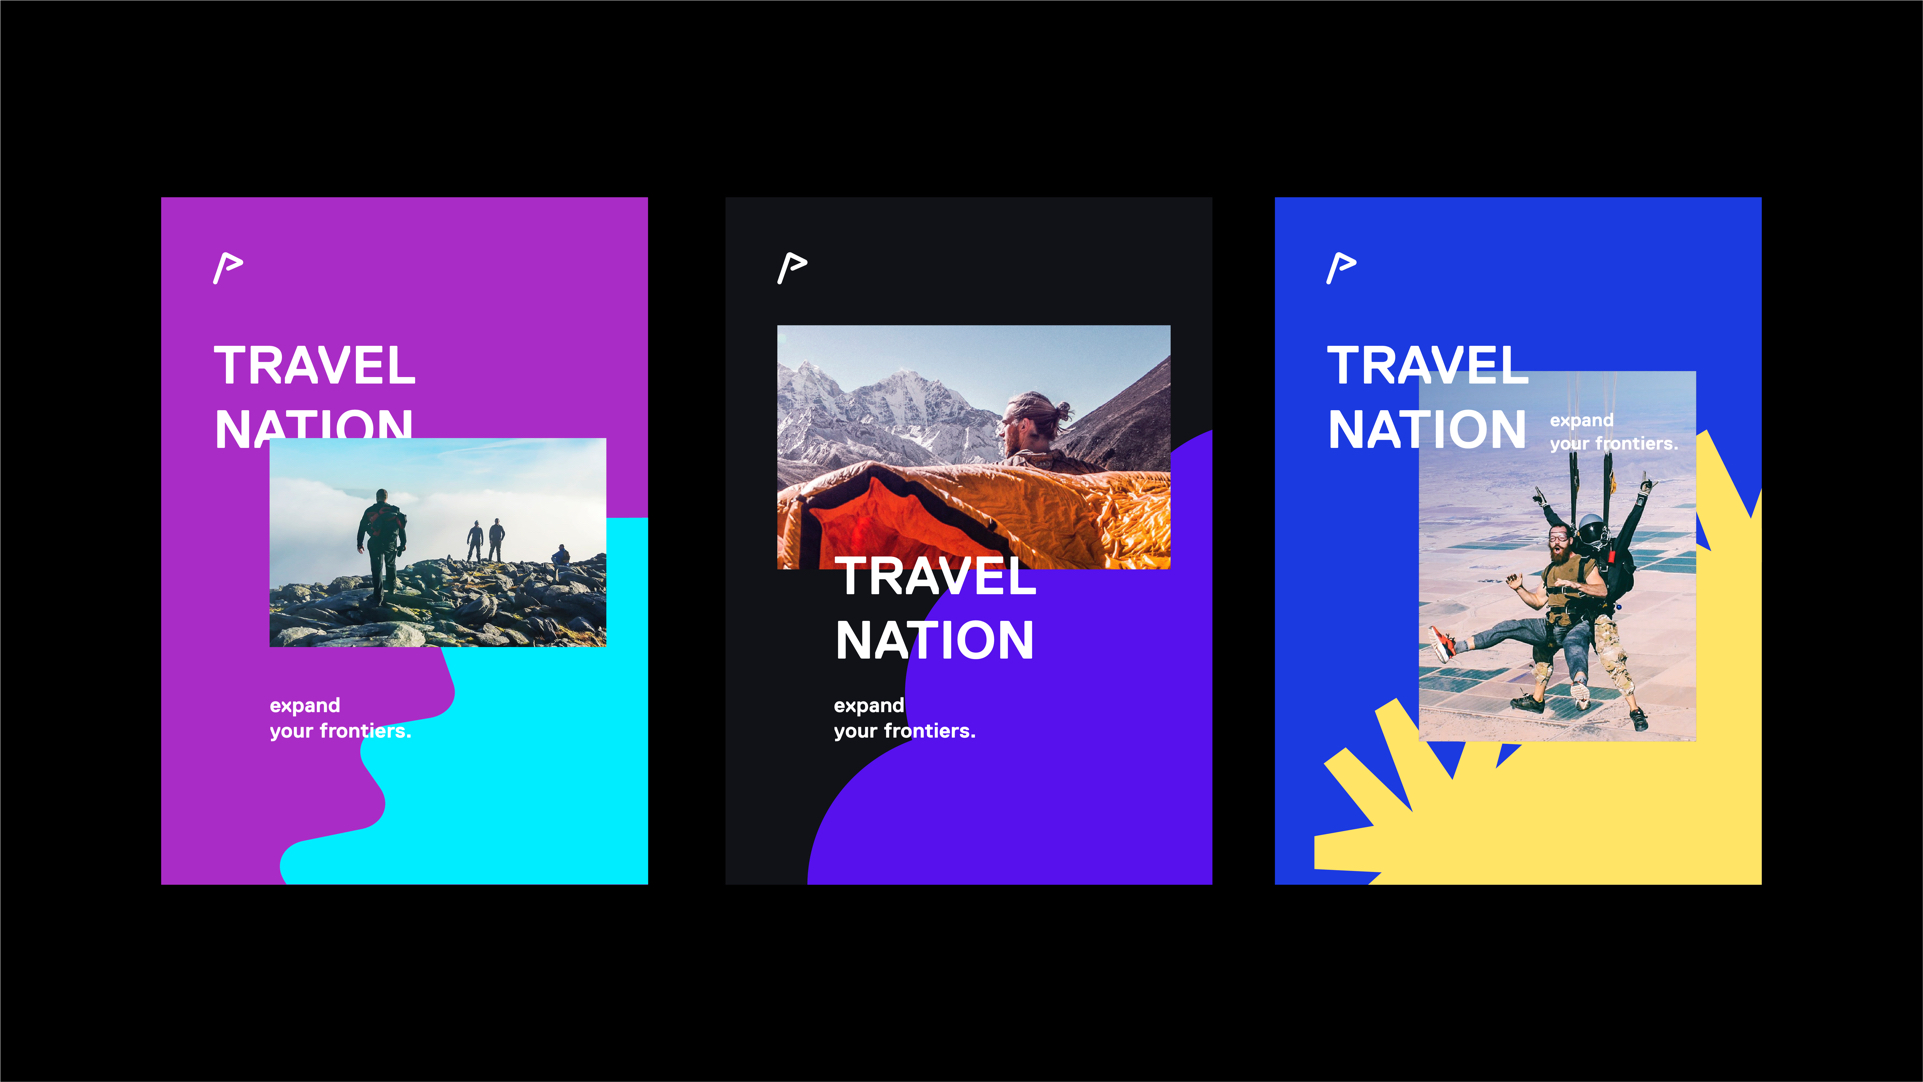 TRAVEL
NATION
expand
your frontiers.
TRAVEL
NATION
expand
your frontiers.
TRAVEL
NATION
expand
your frontiers.